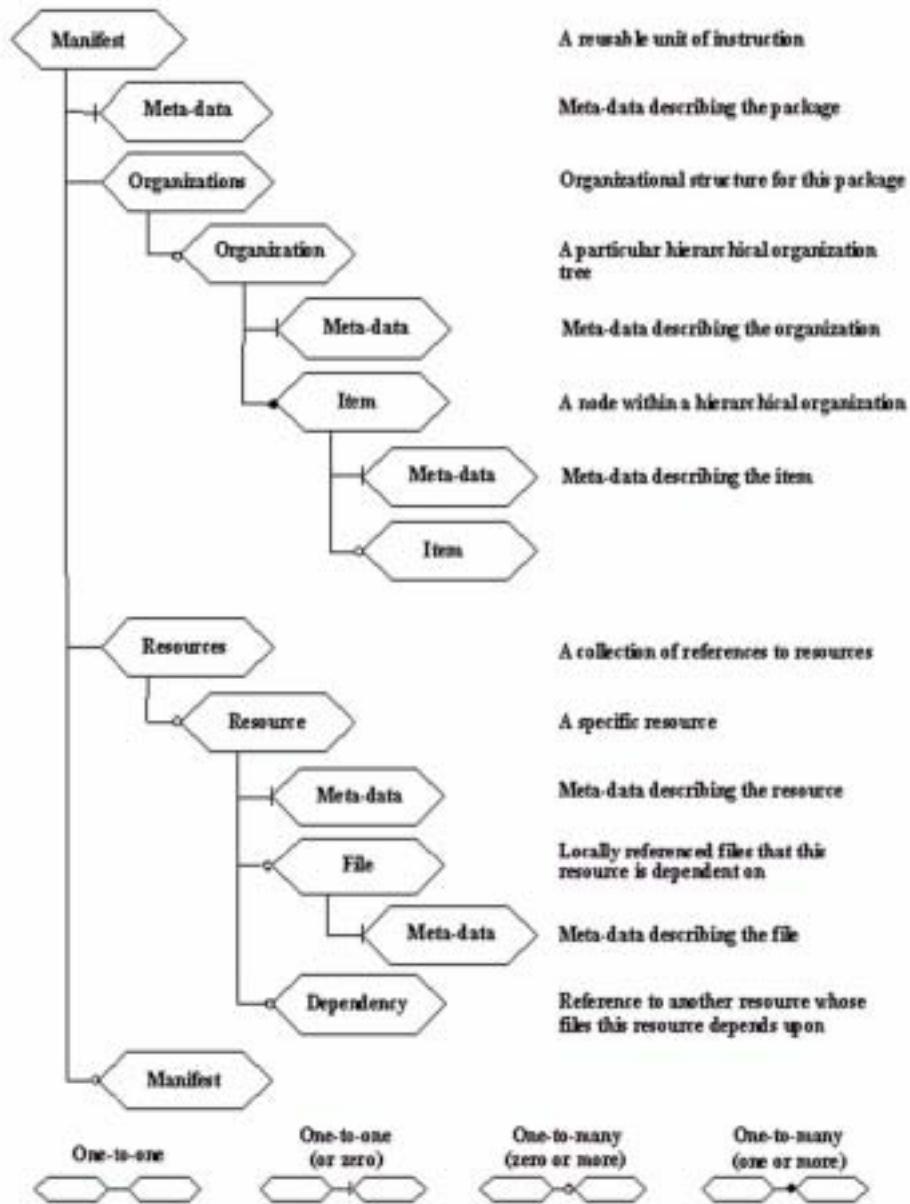 Manifest
A reusable unit of instruction
Meta-data
Meta-data describing the package
Organizations
Organizational structure for this package
Organization
A particular hierarchical organization
tree
Meta-data
Meta-data describing the organization
Item
A node within a hierarchical organization
Meta-data
Meta-data describing the item
Item
Resources
A collection of references to resources
Resource
A specific resource
Meta-data
Meta-data describing the resource
File
Locally referenced files that this
resource is dependent on
Meta-data
Meta-data describing the file
Dependency
Reference to another resource whose
files this resource depends upon
Manifest
One-to-one
One-to-one
(or zero)
One-to-many
(zero or more)
One-to-many
(one or more)